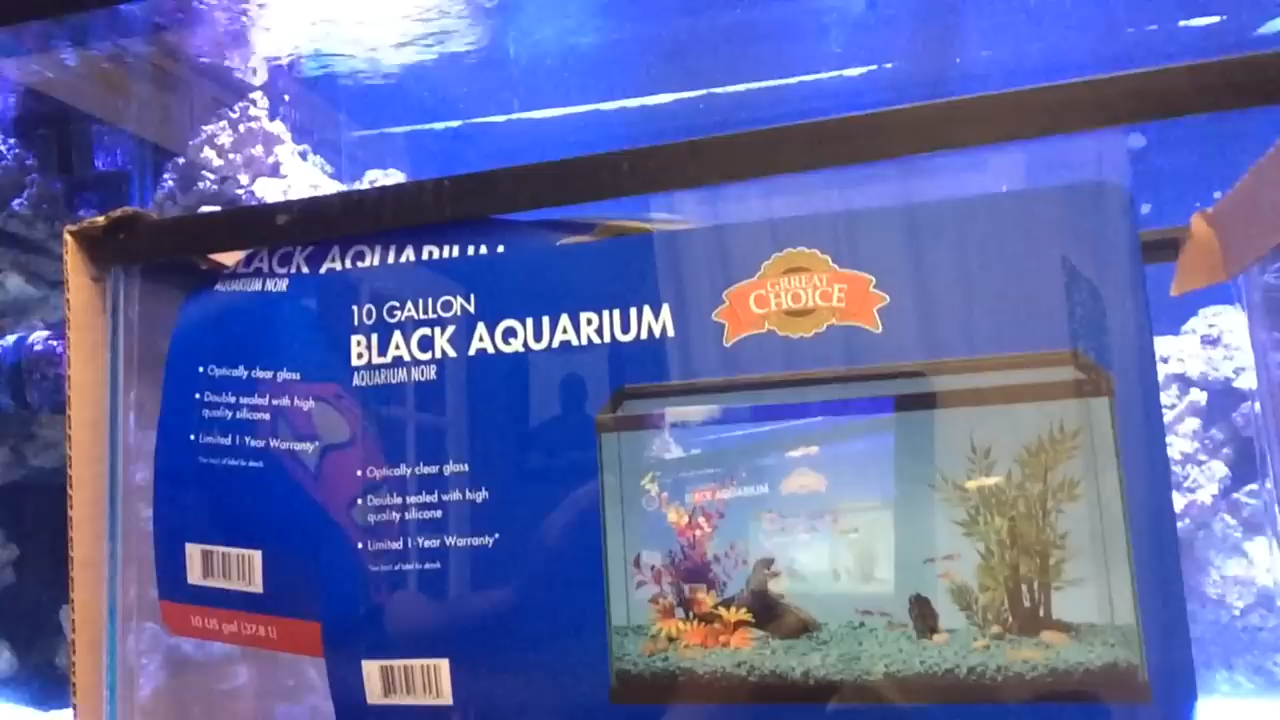 BLACK AQUARIUM
AQUARIUM NOIR
• Optically clear glass
• Double sealed with high
quality silicone
• Limited 1-Year Warranty*
10 US gal (37.8 L)
10 GALLON
BLACK AQUARIUM
AQUARIUM NOIR
• Optically clear glass
• Double sealed with high
quality silicone
• Limited 1-Year Warranty*
GRREAT
CHOICE
BLACK AQUARIUM